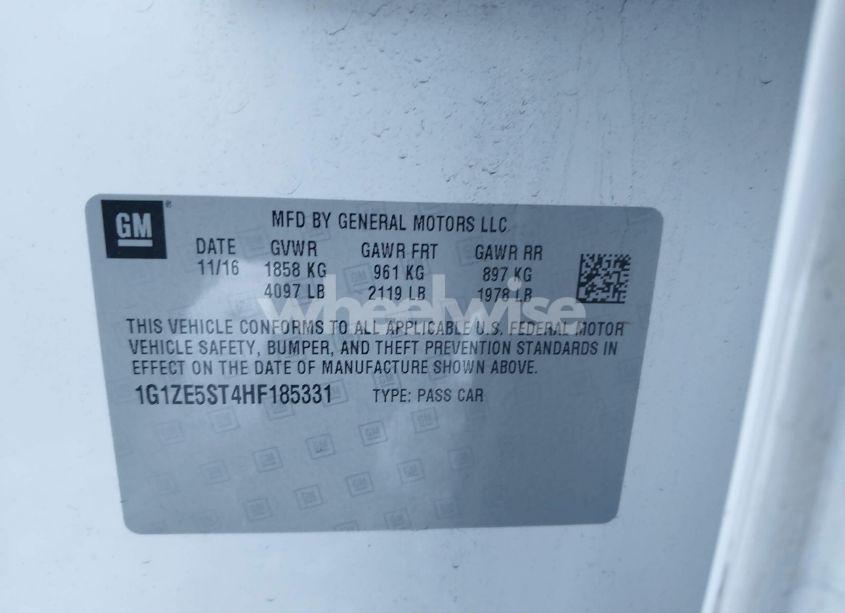 GM ®
MFD BY GENERAL MOTORS LLC
DATE GVWR GAWR FRT GAWR RR
11/16 1858 KG 961 KG 897 KG
4097 LB 2119 LB 1978 LB
wheelwise
THIS VEHICLE CONFORMS TO ALL APPLICABLE U.S. FEDERAL MOTOR
VEHICLE SAFETY, BUMPER, AND THEFT PREVENTION STANDARDS IN
EFFECT ON THE DATE OF MANUFACTURE SHOWN ABOVE.
1G1ZE5ST4HF185331 TYPE: PASS CAR